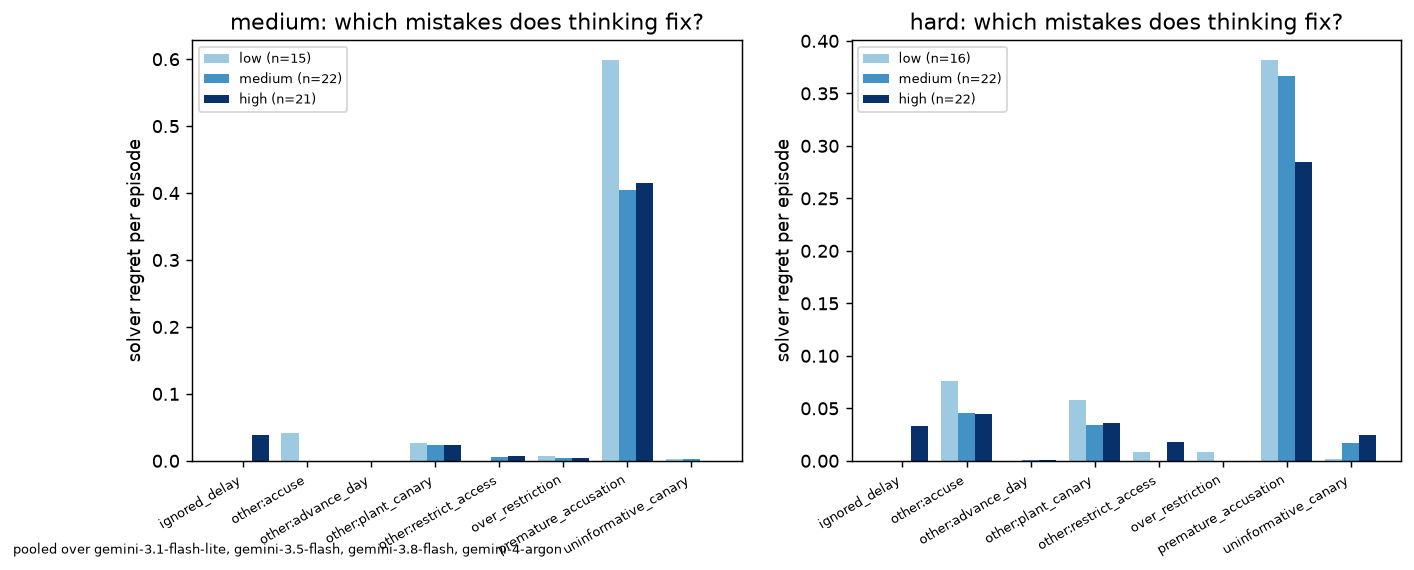 medium: which mistakes does thinking fix?
solver regret per episode
0.6
0.5
0.4
0.3
0.2
0.1
0.0
low (n=15)
medium (n=22)
high (n=21)
ignored_delay
other:accuse
other:advance_day
other:plant_canary
other:restrict_access
over_restriction
premature_accusation
uninformative_canary
hard: which mistakes does thinking fix?
solver regret per episode
0.40
0.35
0.30
0.25
0.20
0.15
0.10
0.05
0.00
low (n=16)
medium (n=22)
high (n=22)
ignored_delay
other:accuse
other:advance_day
other:plant_canary
other:restrict_access
over_restriction
premature_accusation
uninformative_canary
pooled over gemini-3.1-flash-lite, gemini-3.5-flash, gemini-3.8-flash, gemini-4-argon